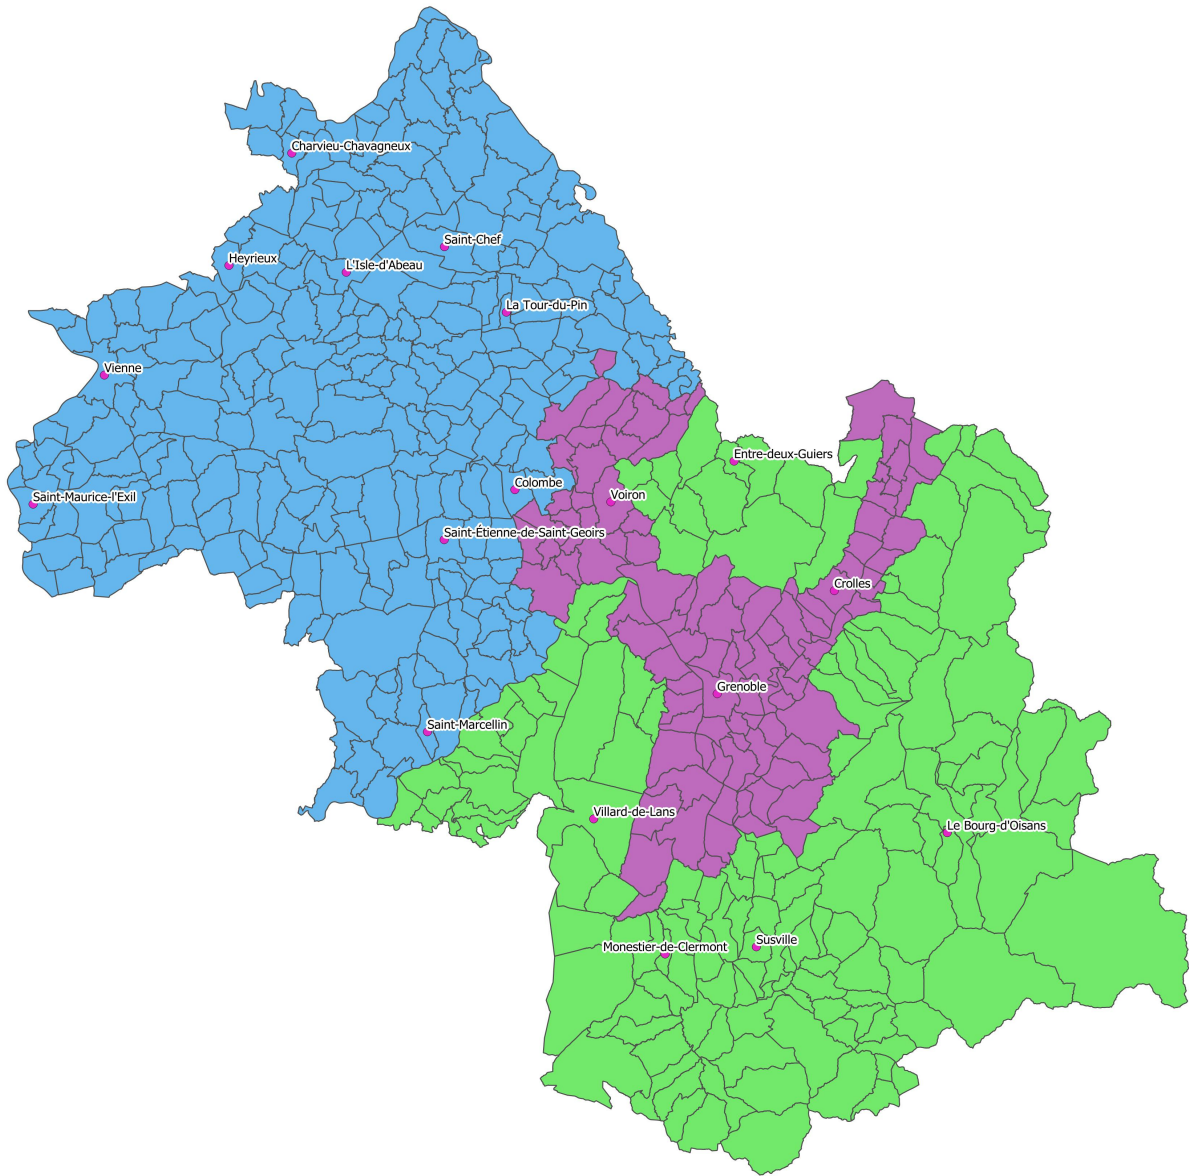 Charvieu-Chavagneux
Saint-Chef
Heyrieux
L'Isle-d'Abeau
La Tour-du-Pin
Vienne
Entre-deux-Guiers
Colombe
Voiron
Saint-Maurice-l'Exil
Saint-Étienne-de-Saint-Geoirs
Crolles
Grenoble
Saint-Marcellin
Villard-de-Lans
Le Bourg-d'Oisans
Susville
Monestier-de-Clermont